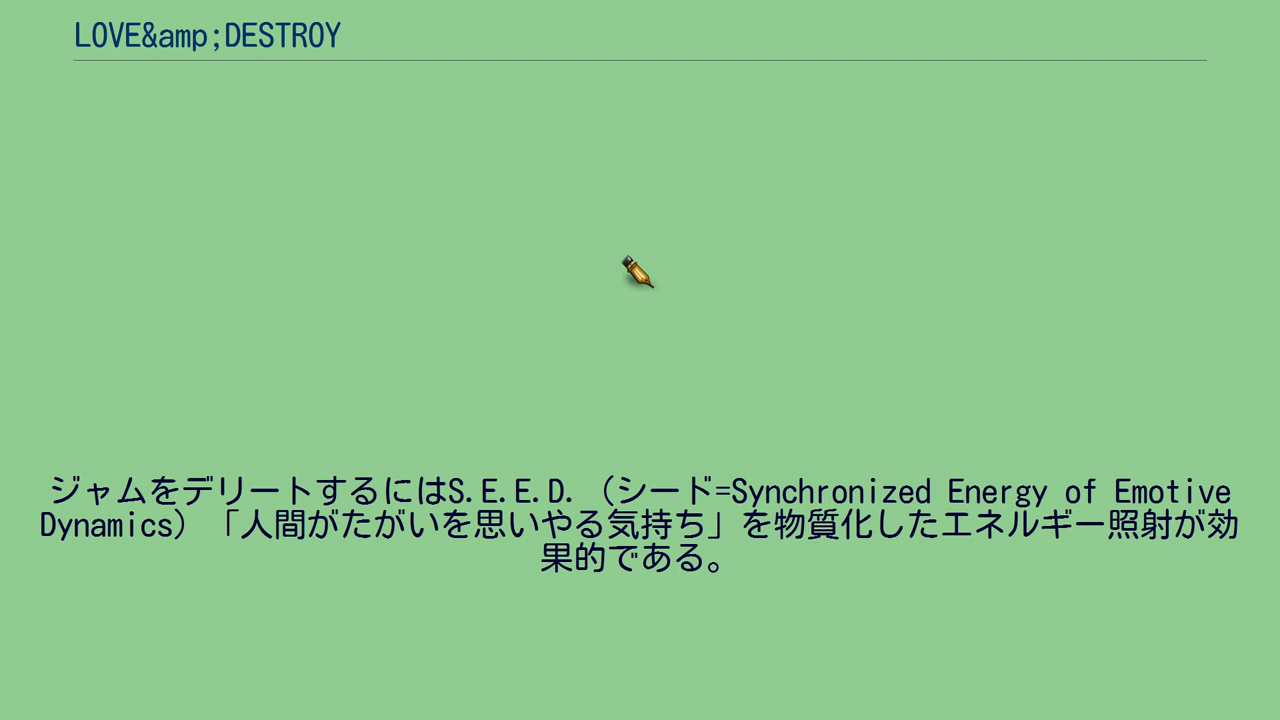 LOVE&amp;DESTROY
ジャムをデリートするにはS.E.E.D.（シード=Synchronized Energy of Emotive
Dynamics）「人間がたがいを思いやる気持ち」を物質化したエネルギー照射が効
果的である。